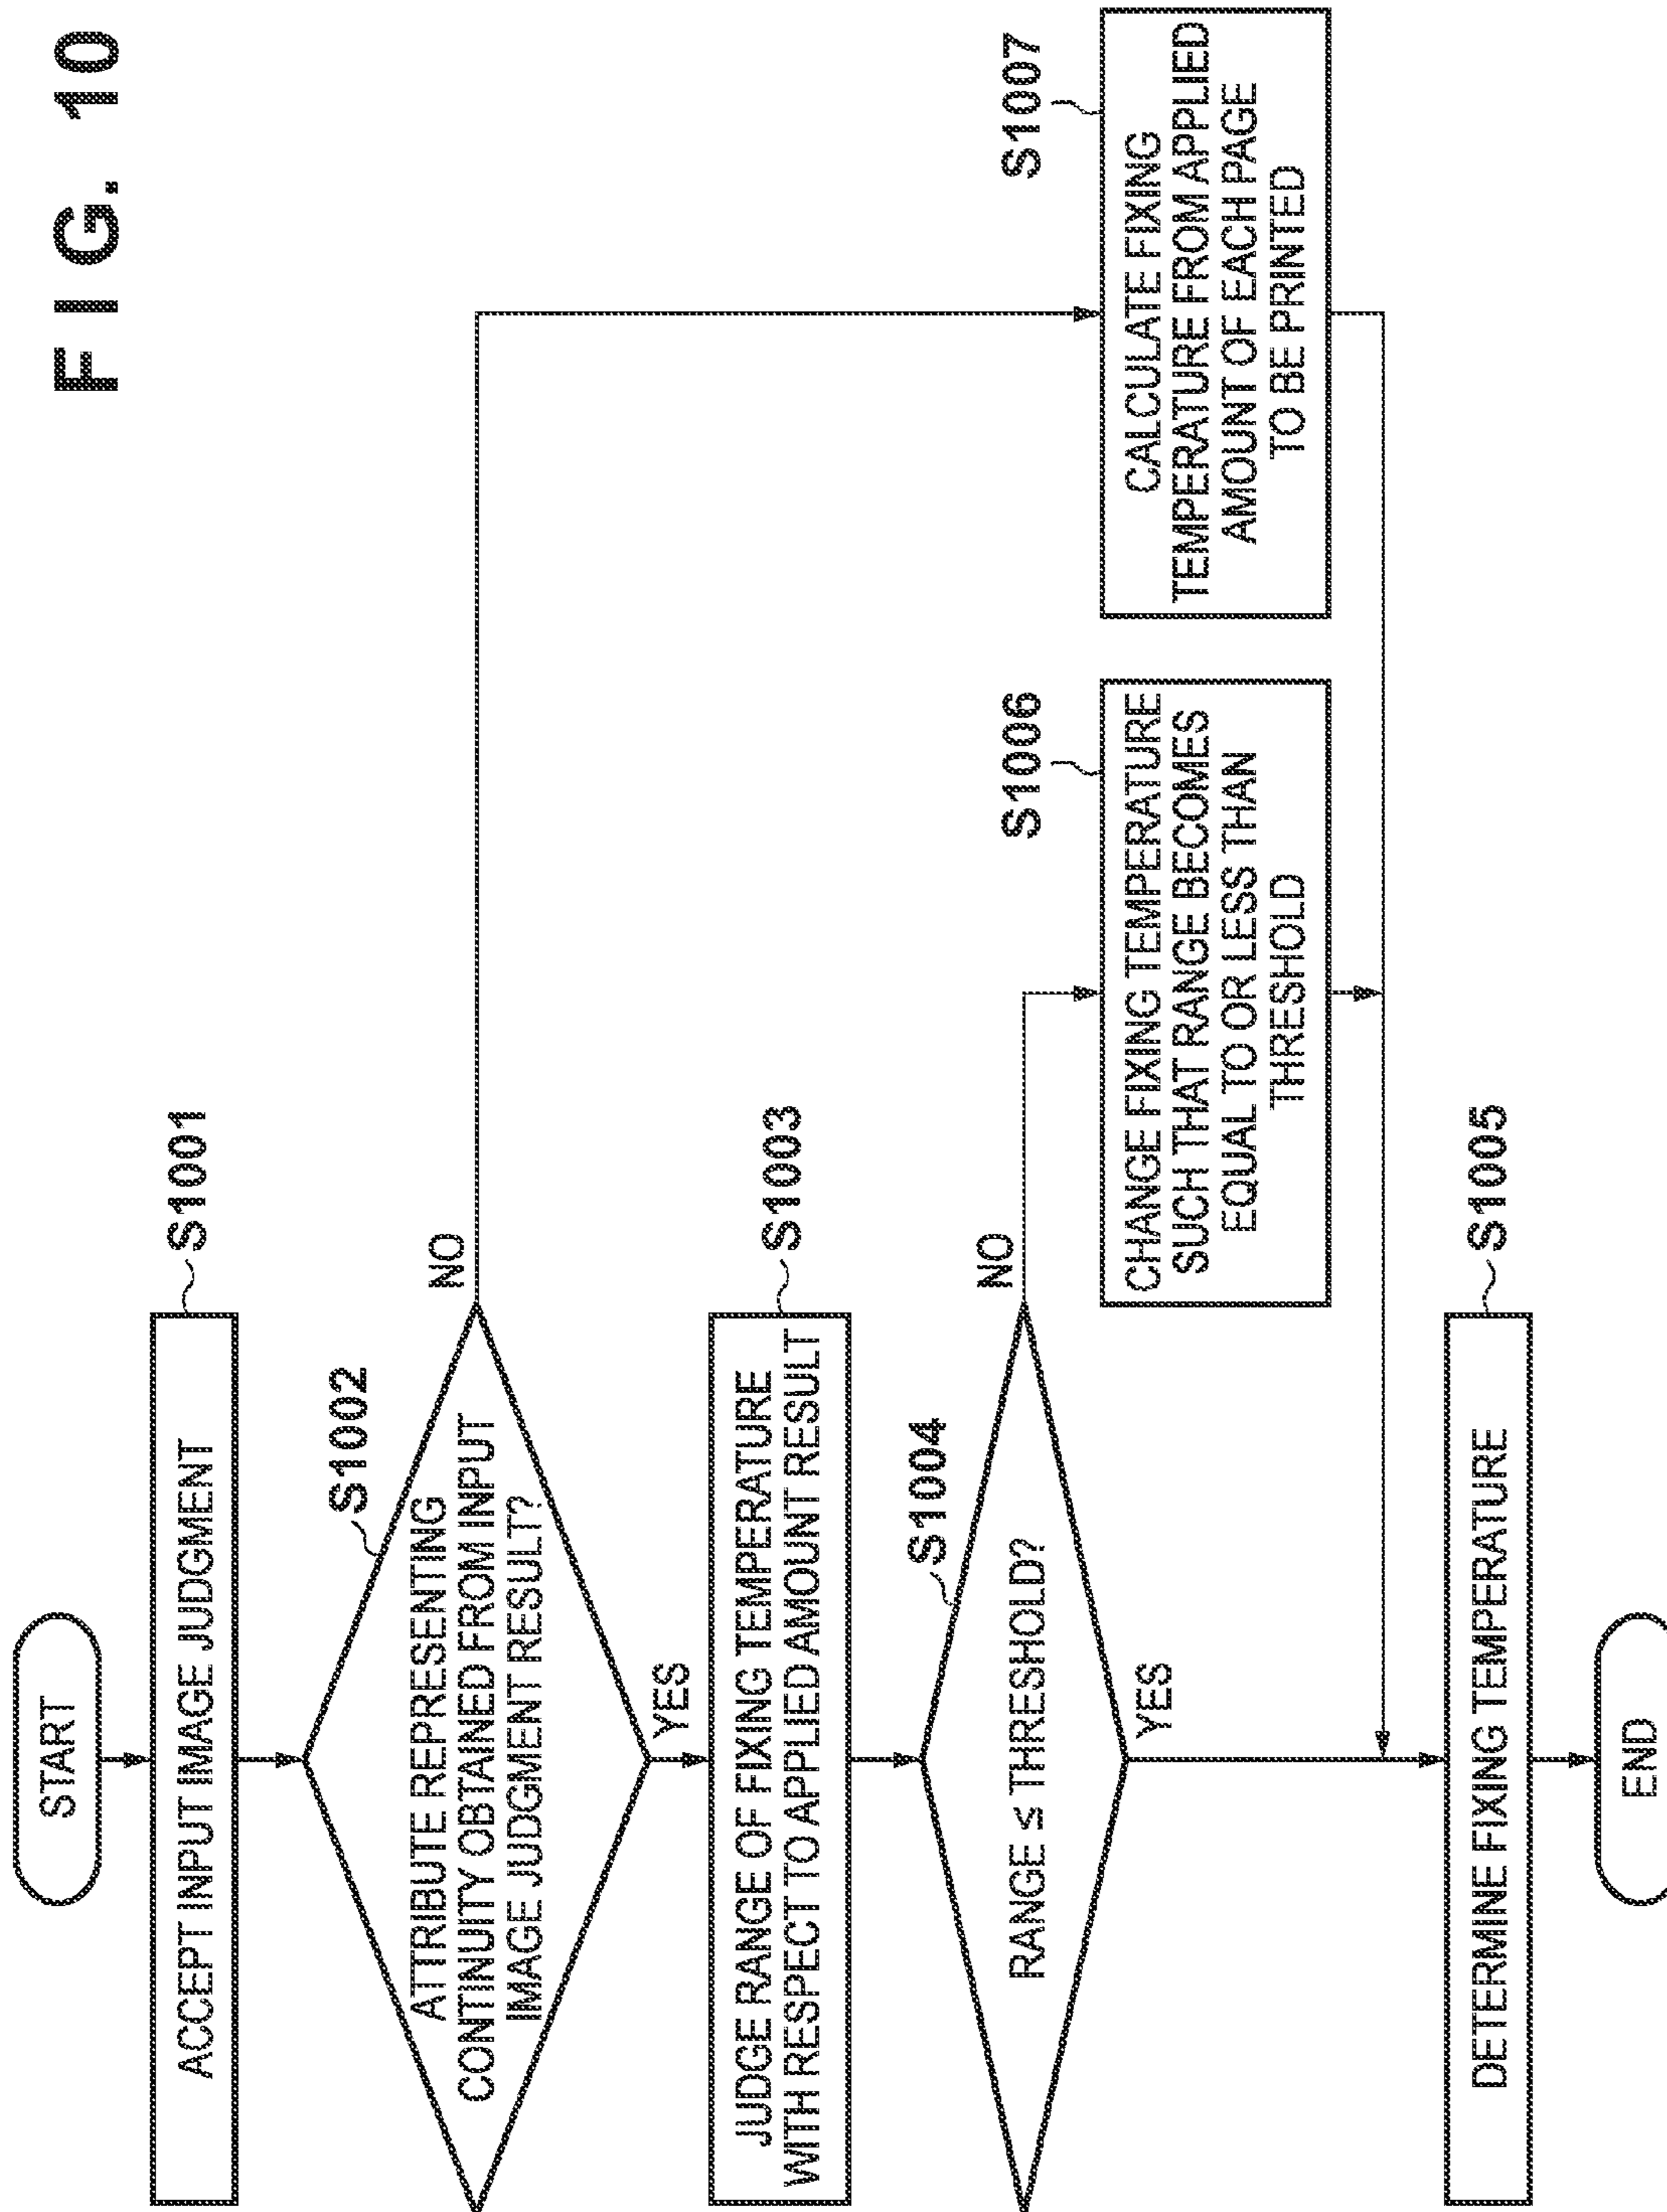 FIG. 10
START
ACCEPT INPUT IMAGE JUDGMENT
S1001
S1002
ATTRIBUTE REPRESENTING
CONTINUITY OBTAINED FROM INPUT
IMAGE JUDGMENT RESULT?
NO
YES
JUDGE RANGE OF FIXING TEMPERATURE
WITH RESPECT TO APPLIED AMOUNT RESULT
S1003
S1004
RANGE ≤ THRESHOLD?
NO
YES
S1006
CHANGE FIXING TEMPERATURE
SUCH THAT RANGE BECOMES
EQUAL TO OR LESS THAN
THRESHOLD
S1007
CALCULATE FIXING
TEMPERATURE FROM APPLIED
AMOUNT OF EACH PAGE
TO BE PRINTED
DETERMINE FIXING TEMPERATURE
S1005
END